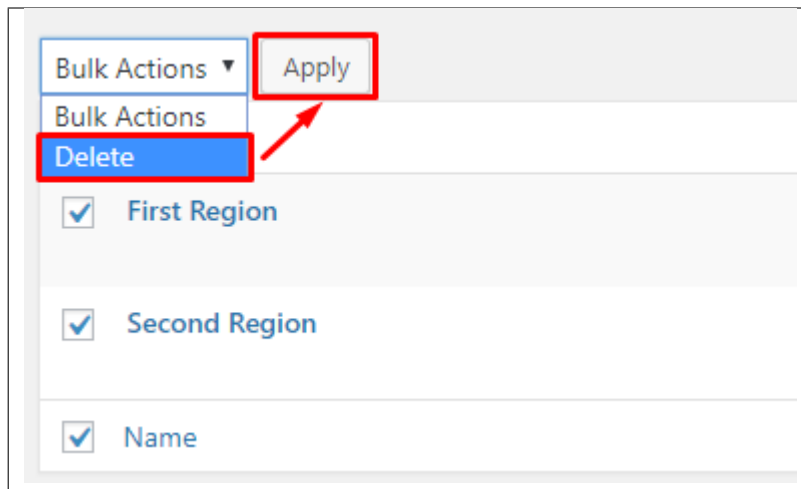 Bulk Actions ▼ Apply
Bulk Actions
Delete
First Region
Second Region
Name